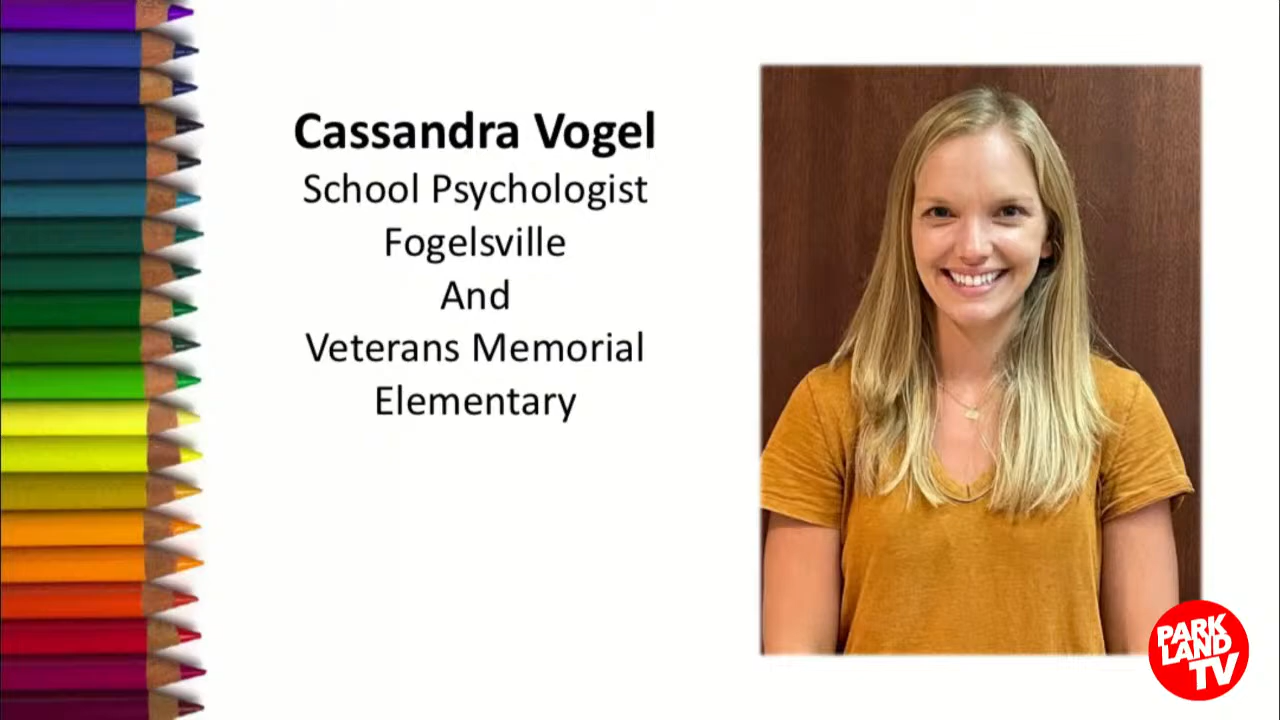 Cassandra Vogel
School Psychologist
Fogelsville
And
Veterans Memorial
Elementary
PARK
LAND
TV